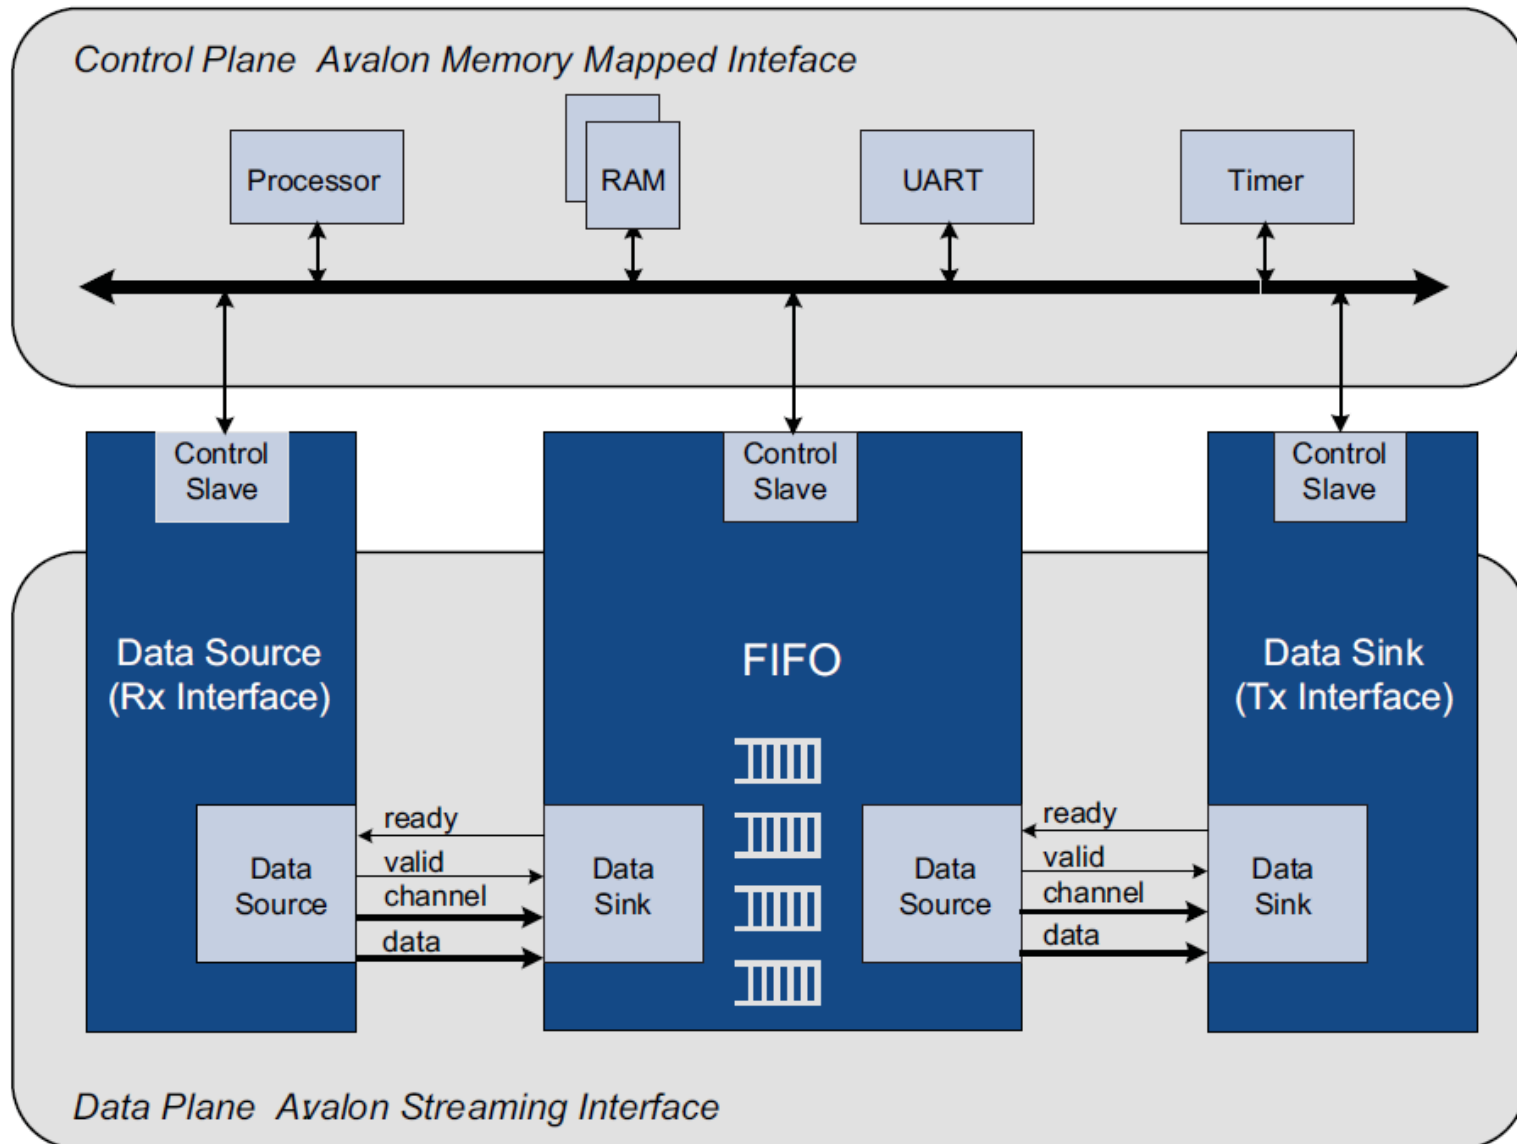 Control Plane  Avalon Memory Mapped Inteface
Processor
RAM
UART
Timer
Control
Slave
Control
Slave
Control
Slave
Data Source
(Rx Interface)
FIFO
Data Sink
(Tx Interface)
Data
Source
ready
valid
channel
data
Data
Sink
Data
Source
ready
valid
channel
data
Data
Sink
Data Plane  Avalon Streaming Interface